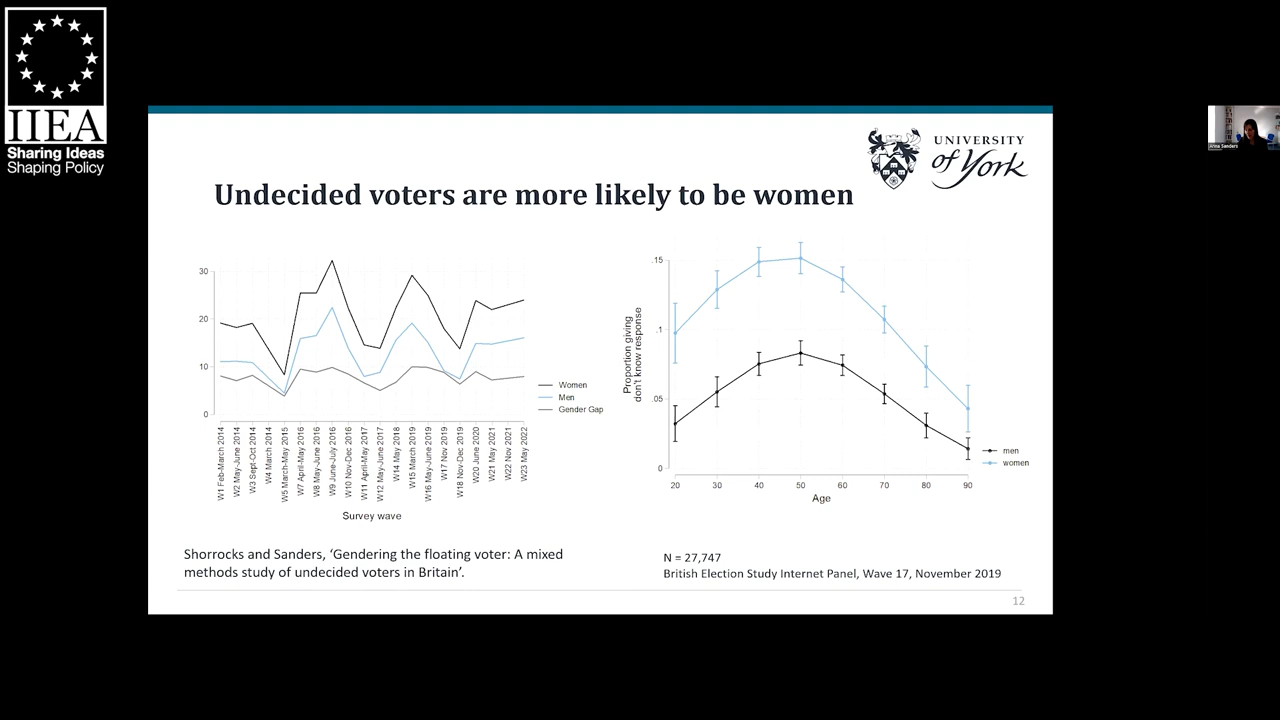 IIEA
Sharing Ideas
Shaping Policy
UNIVERSITY
of York
Anna Sanders
Undecided voters are more likely to be women
30
20
10
0
Women
Men
Gender Gap
W1 Feb-March 2014
W2 May-June 2014
W3 Sept-Oct 2014
W4 March 2014
W5 March-May 2015
W7 April-May 2016
W8 May-June 2016
W9 June-July 2016
W10 Nov-Dec 2016
W11 April-May 2017
W12 May-June 2017
W14 May 2018
W15 March 2019
W16 May-June 2019
W17 Nov 2019
W18 Nov-Dec 2019
W20 June 2020
W21 May 2021
W22 Nov 2021
W23 May 2022
Survey wave
Proportion giving
don't know response
.15
.1
.05
0
20 30 40 50 60 70 80 90
Age
men
women
Shorrocks and Sanders, ‘Gendering the floating voter: A mixed
methods study of undecided voters in Britain’.
N = 27,747
British Election Study Internet Panel, Wave 17, November 2019
12